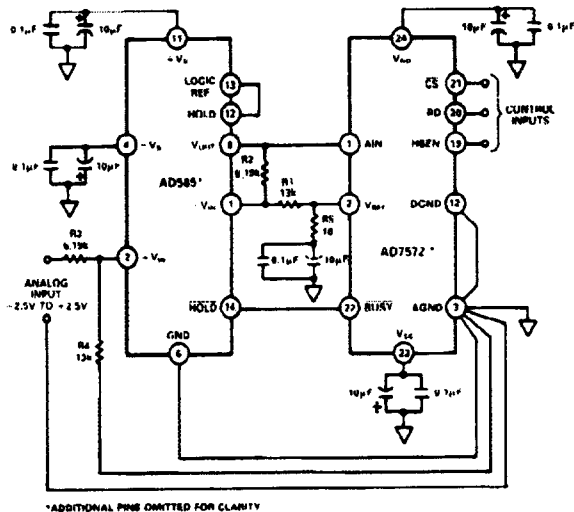 0.1µF
10µF
11
+VS
LOGIC
REF
13
HOLD
12
4
-VS
0.1µF
10µF
VOUT
8
R2
6.19k
AD585*
1
-VIN
R1
13k
R5
10
0.1µF
10µF
R3
6.19k
2
+VIN
ANALOG
INPUT
-2.5V TO +2.5V
HOLD
14
GND
6
R4
13k
24
VDD
10µF
0.1µF
CS
21
RD
20
HBEN
19
CONTROL
INPUTS
1
AIN
2
VREF
DGND
12
AD7572*
22
BUSY
AGND
3
VSS
23
10µF
0.1µF
*ADDITIONAL PINS OMITTED FOR CLARITY